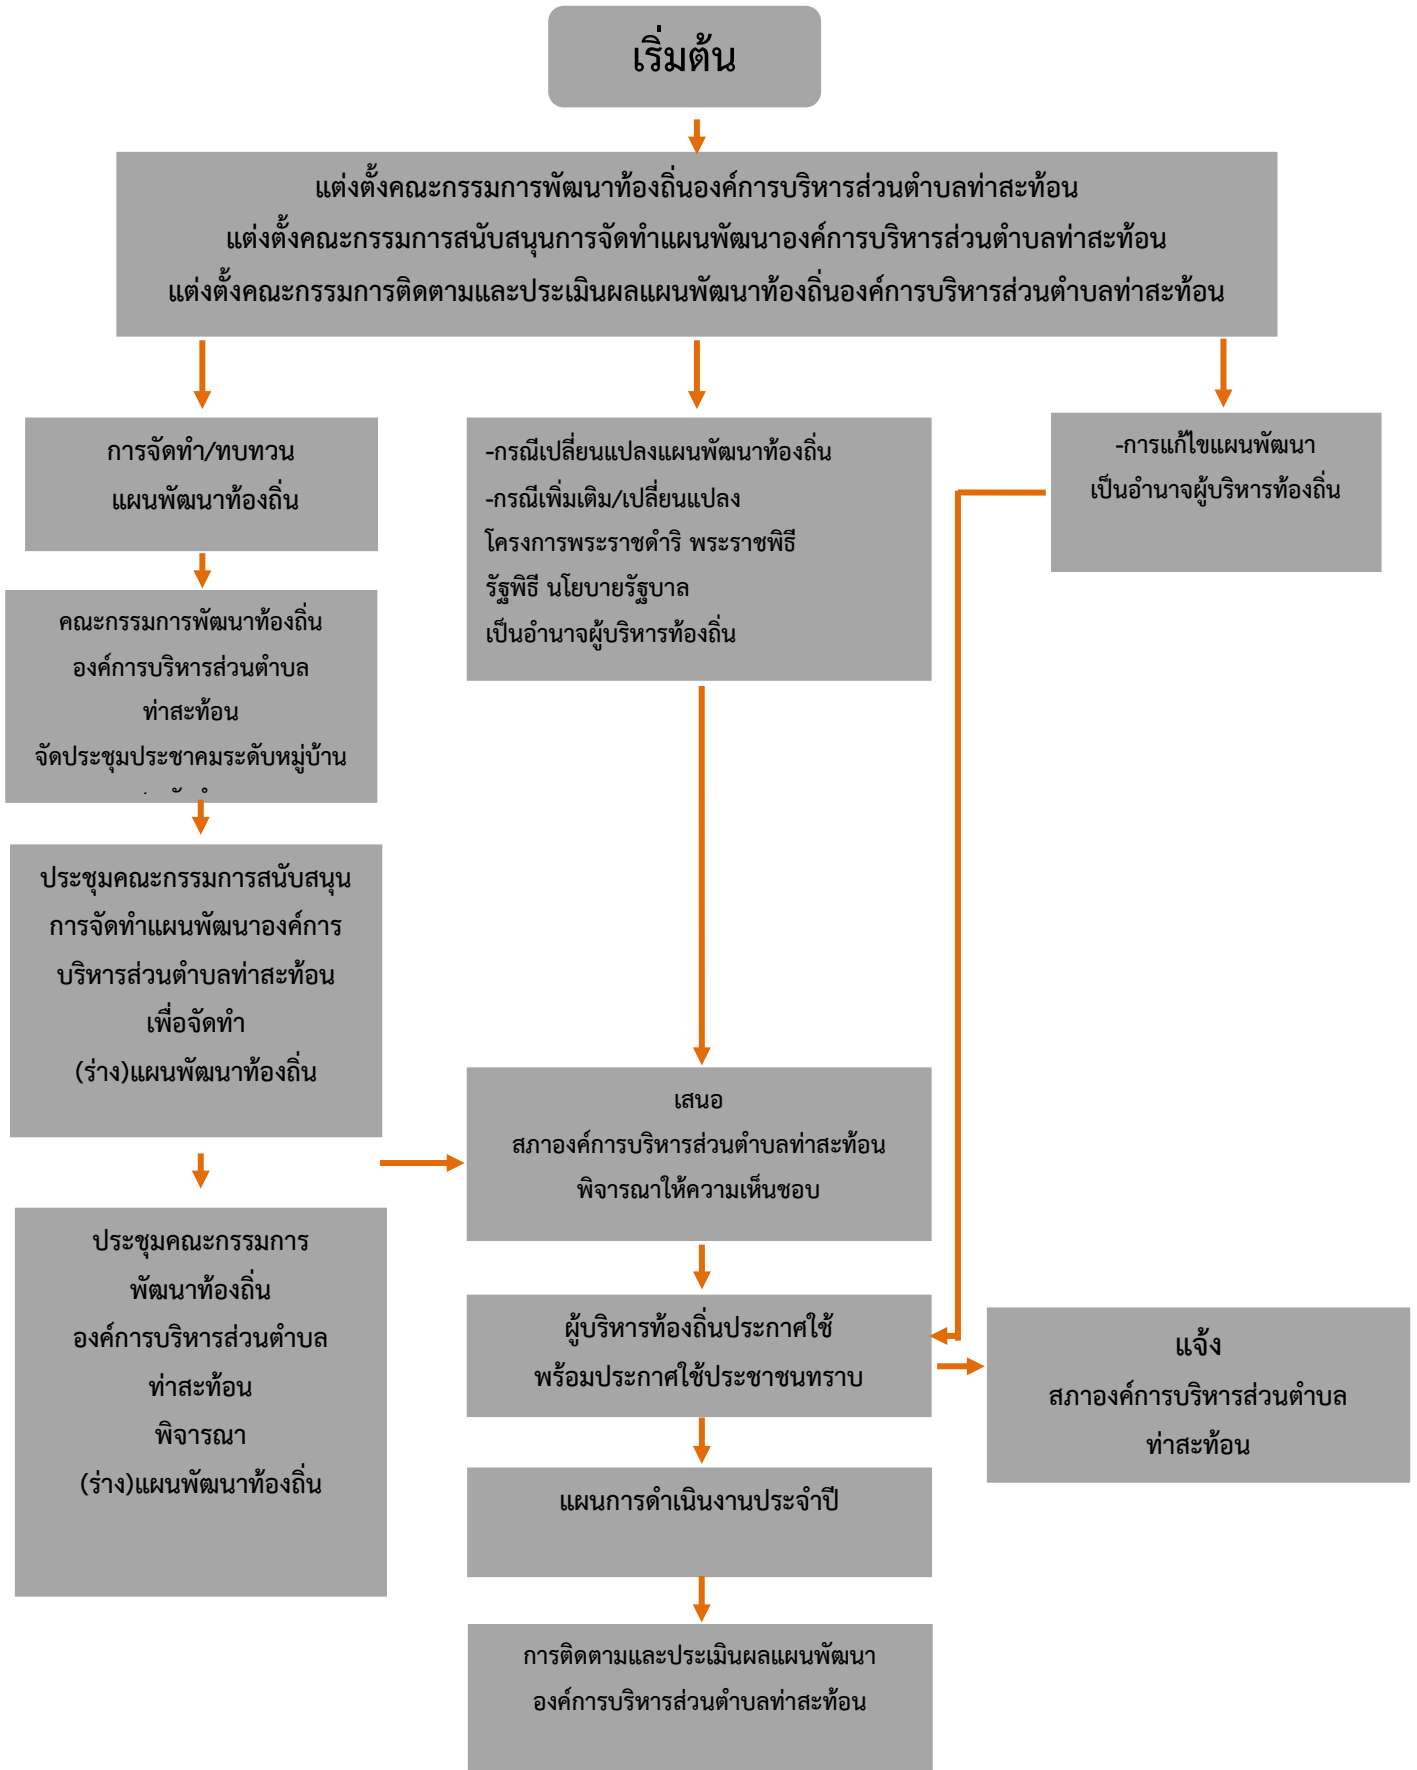 เริ่มต้น
แต่งตั้งคณะกรรมการพัฒนาท้องถิ่นองค์การบริหารส่วนตำบลท่าสะท้อน
แต่งตั้งคณะกรรมการสนับสนุนการจัดทำแผนพัฒนาองค์การบริหารส่วนตำบลท่าสะท้อน
แต่งตั้งคณะกรรมการติดตามและประเมินผลแผนพัฒนาท้องถิ่นองค์การบริหารส่วนตำบลท่าสะท้อน
การจัดทำ/ทบทวน
แผนพัฒนาท้องถิ่น
คณะกรรมการพัฒนาท้องถิ่น
องค์การบริหารส่วนตำบล
ท่าสะท้อน
จัดประชุมประชาคมระดับหมู่บ้าน
ประชุมคณะกรรมการสนับสนุน
การจัดทำแผนพัฒนาองค์การ
บริหารส่วนตำบลท่าสะท้อน
เพื่อจัดทำ
(ร่าง)แผนพัฒนาท้องถิ่น
ประชุมคณะกรรมการ
พัฒนาท้องถิ่น
องค์การบริหารส่วนตำบล
ท่าสะท้อน
พิจารณา
(ร่าง)แผนพัฒนาท้องถิ่น
-กรณีเปลี่ยนแปลงแผนพัฒนาท้องถิ่น
-กรณีเพิ่มเติม/เปลี่ยนแปลง
โครงการพระราชดำริ พระราชพิธี
รัฐพิธี นโยบายรัฐบาล
เป็นอำนาจผู้บริหารท้องถิ่น
เสนอ
สภาองค์การบริหารส่วนตำบลท่าสะท้อน
พิจารณาให้ความเห็นชอบ
ผู้บริหารท้องถิ่นประกาศใช้
พร้อมประกาศใช้ประชาชนทราบ
แผนการดำเนินงานประจำปี
การติดตามและประเมินผลแผนพัฒนา
องค์การบริหารส่วนตำบลท่าสะท้อน
-การแก้ไขแผนพัฒนา
เป็นอำนาจผู้บริหารท้องถิ่น
แจ้ง
สภาองค์การบริหารส่วนตำบล
ท่าสะท้อน